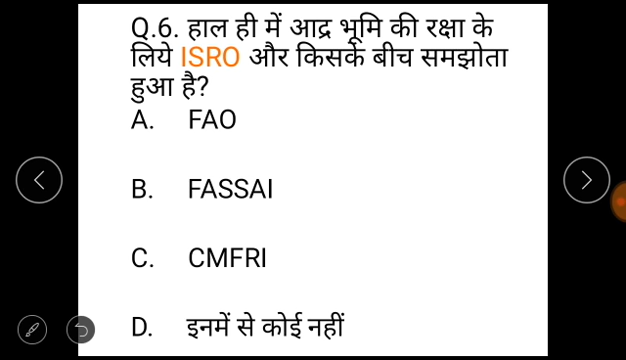 Q.6. हाल ही में आद्र भूमि की रक्षा के
लिये ISRO और किसके बीच समझोता
हुआ है?
A. FAO
B. FASSAI
C. CMFRI
D. इनमें से कोई नहीं